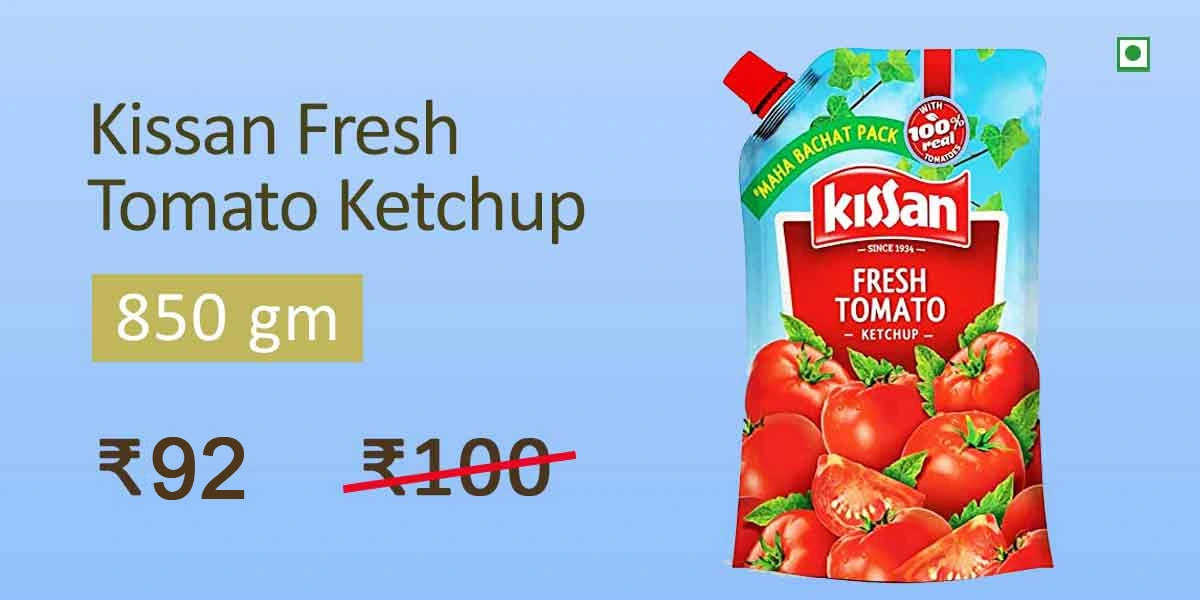 Kissan Fresh
Tomato Ketchup
850 gm
₹92 ₹100
*MAHA BACHAT PACK
WITH
100%
real
TOMATOES
Kissan
SINCE 1934
FRESH
TOMATO
KETCHUP